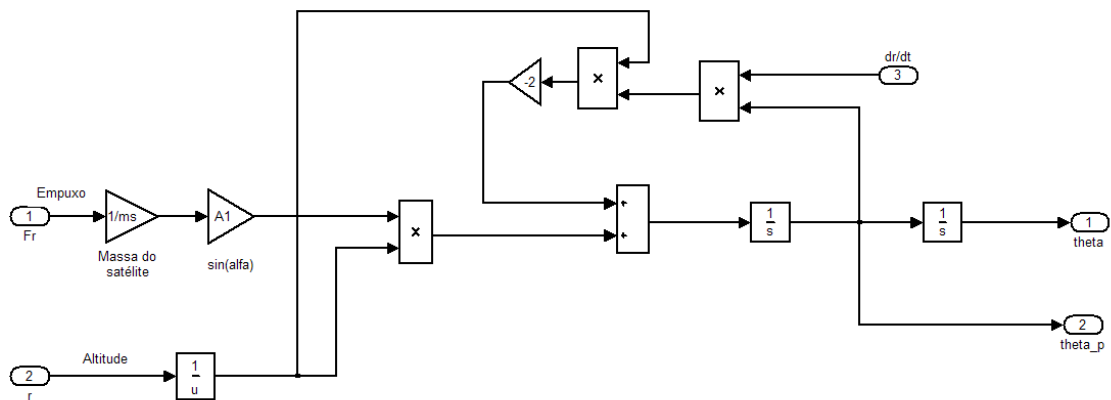 dr/dt
3
×
×
-2
Empuxo
1
Fr
1/ms
Massa do
satélite
A1
sin(alfa)
×
+
+
1
s
1
s
1
theta
2
theta_p
Altitude
2
r
1
u